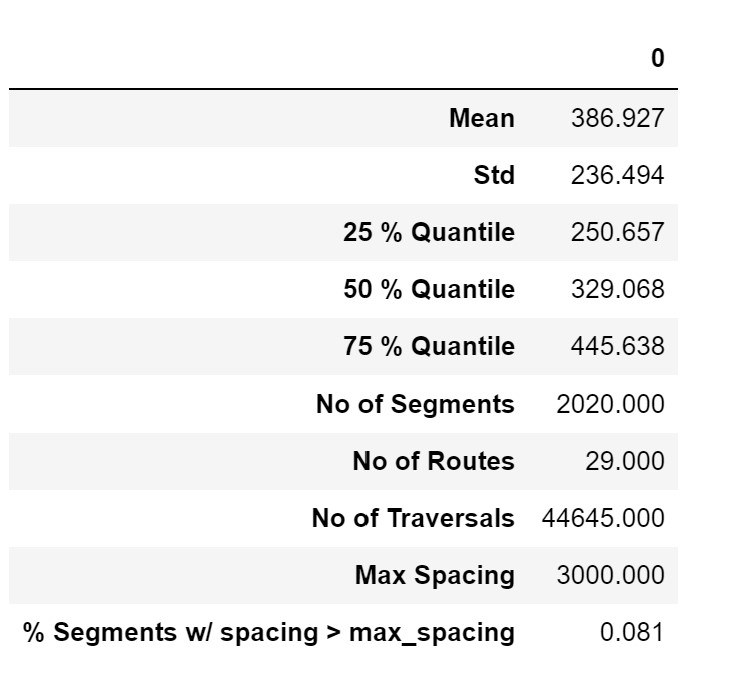 0
Mean 386.927
Std 236.494
25 % Quantile 250.657
50 % Quantile 329.068
75 % Quantile 445.638
No of Segments 2020.000
No of Routes 29.000
No of Traversals 44645.000
Max Spacing 3000.000
% Segments w/ spacing > max_spacing 0.081